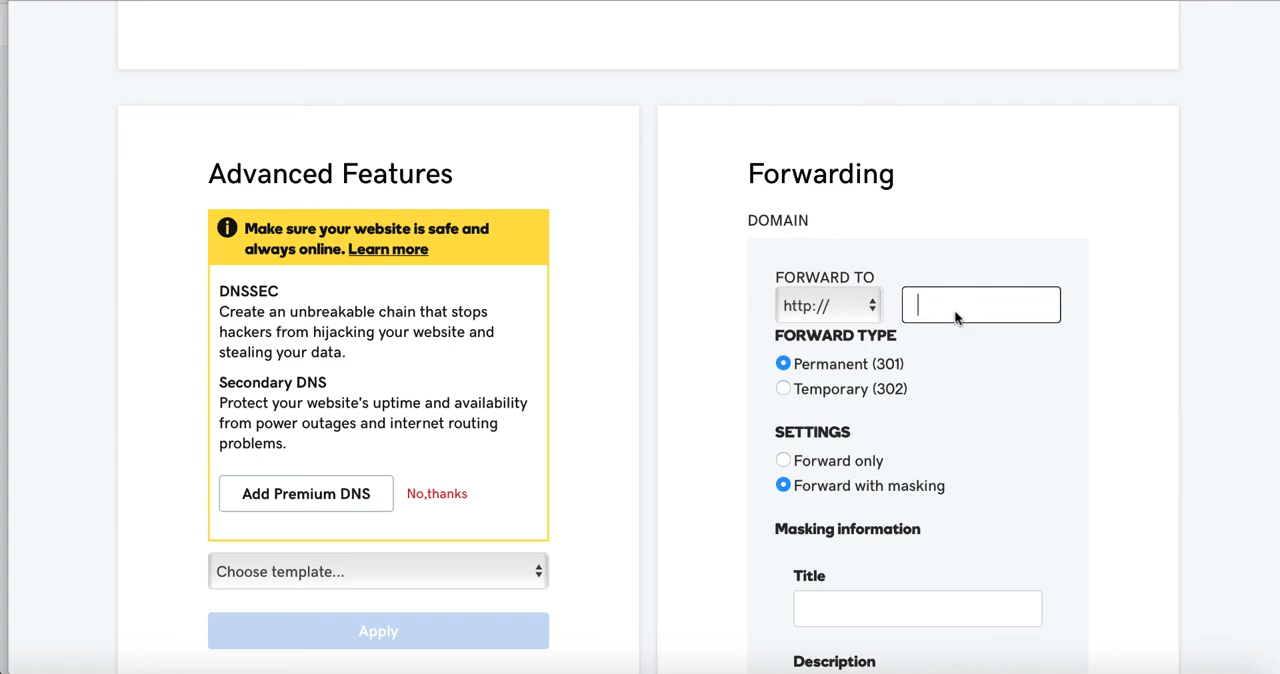 Advanced Features
Make sure your website is safe and
always online. Learn more
DNSSEC
Create an unbreakable chain that stops
hackers from hijacking your website and
stealing your data.
Secondary DNS
Protect your website's uptime and availability
from power outages and internet routing
problems.
Add Premium DNS
No,thanks
Choose template...
Apply
Forwarding
DOMAIN
FORWARD TO
http://
FORWARD TYPE
Permanent (301)
Temporary (302)
SETTINGS
Forward only
Forward with masking
Masking information
Title
Description